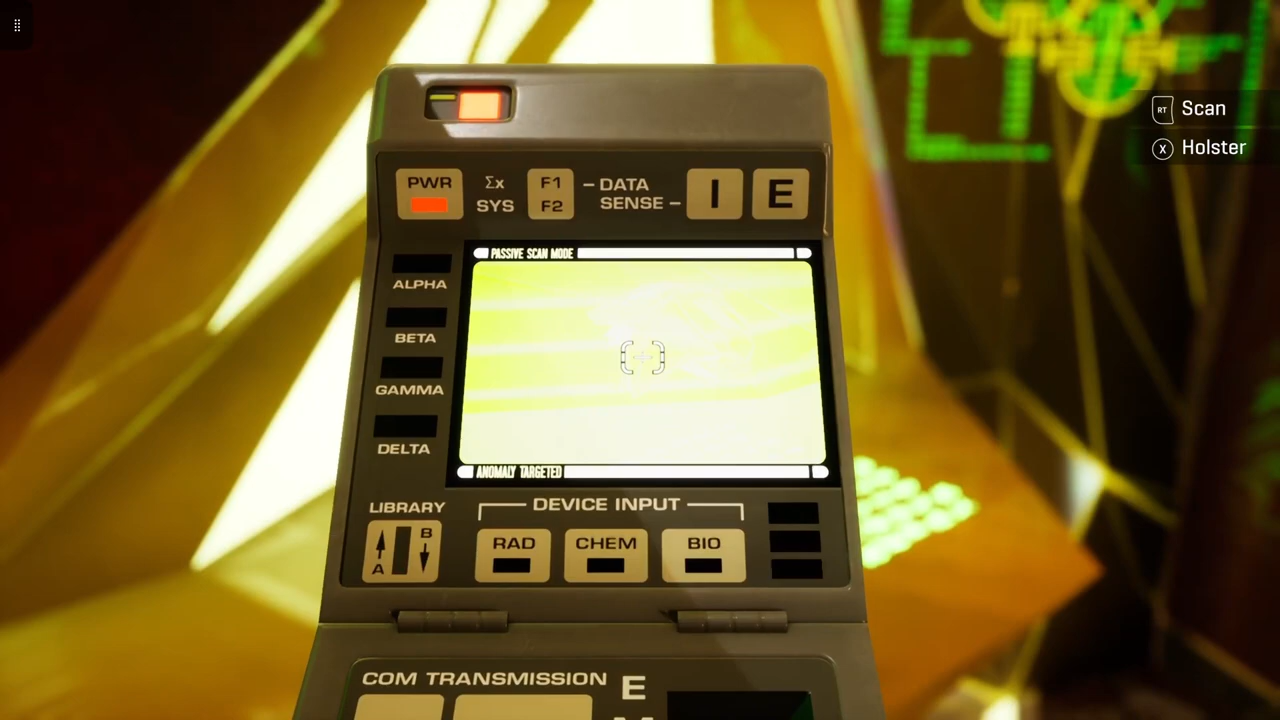 RT Scan
X Holster
PWR
Σx
SYS
F1
F2
– DATA
SENSE –
I
E
PASSIVE SCAN MODE
ALPHA
BETA
GAMMA
DELTA
ANOMALY TARGETED
LIBRARY
A
B
DEVICE INPUT
RAD
CHEM
BIO
COM TRANSMISSION
E